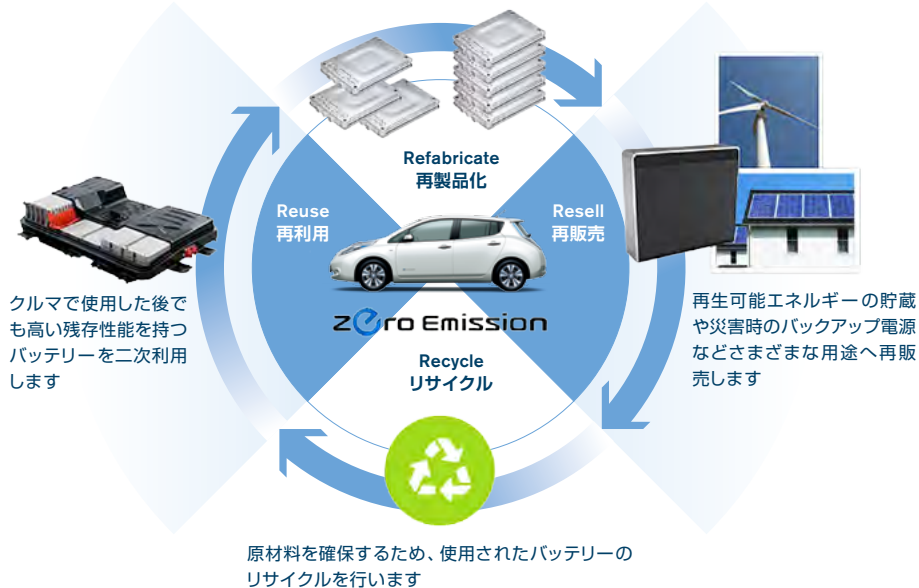 Refabricate
再製品化
Reuse
再利用
Resell
再販売
Zero Emission
Recycle
リサイクル
クルマで使用した後で
も高い残存性能を持つ
バッテリーを二次利用
します
再生可能エネルギーの貯蔵
や災害時のバックアップ電源
などさまざまな用途へ再販
売します
原材料を確保するため、使用されたバッテリーの
リサイクルを行います